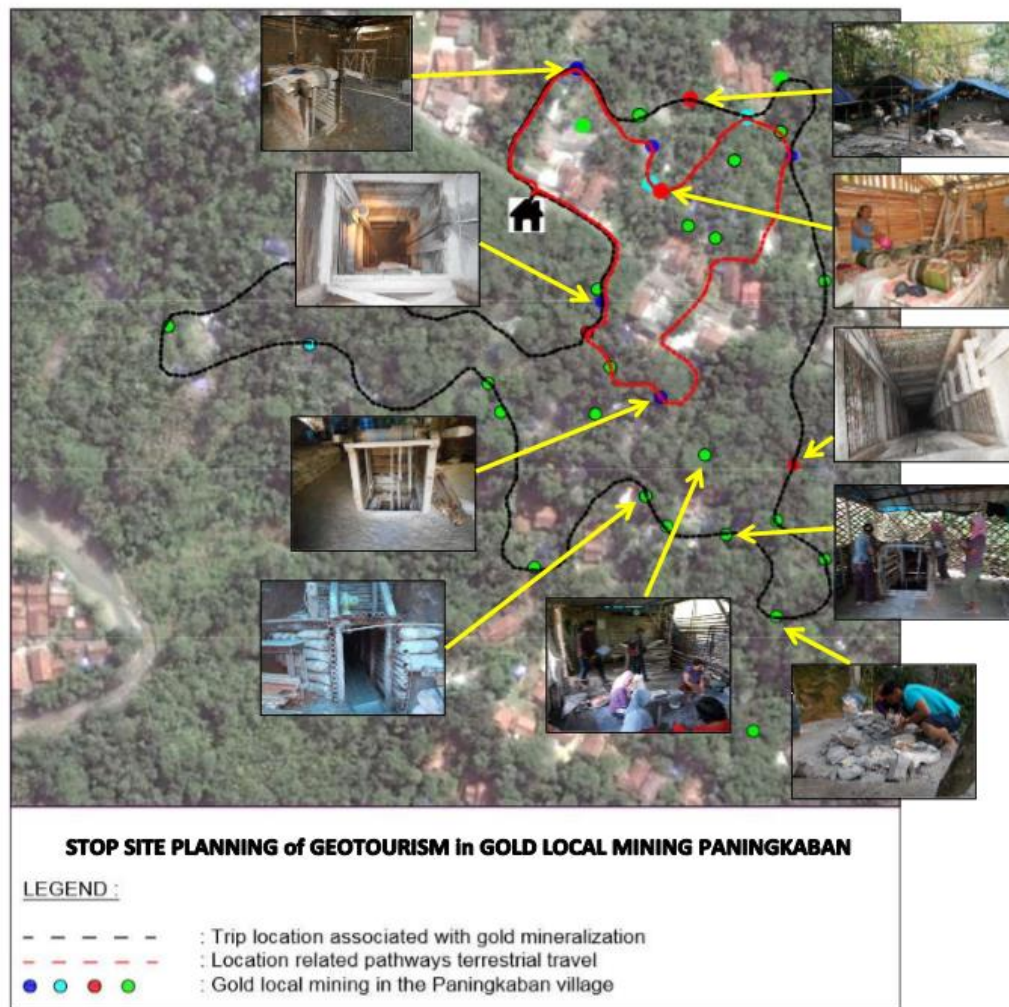 STOP SITE PLANNING of GEOTOURISM in GOLD LOCAL MINING PANINGKABAN
LEGEND :
: Trip location associated with gold mineralization
: Location related pathways terrestrial travel
: Gold local mining in the Paningkaban village